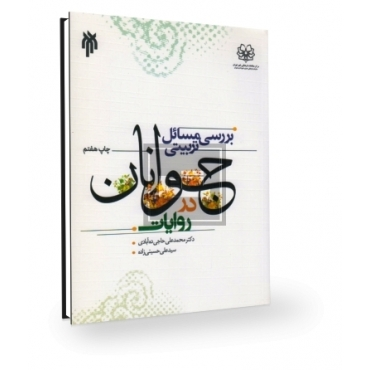 بررسی مسائل
تربیتی
چاپ هفتم
جوانان
در
روایات
دکتر محمدعلی حاجی ده‌آبادی
سیدعلی حسینی‌زاده